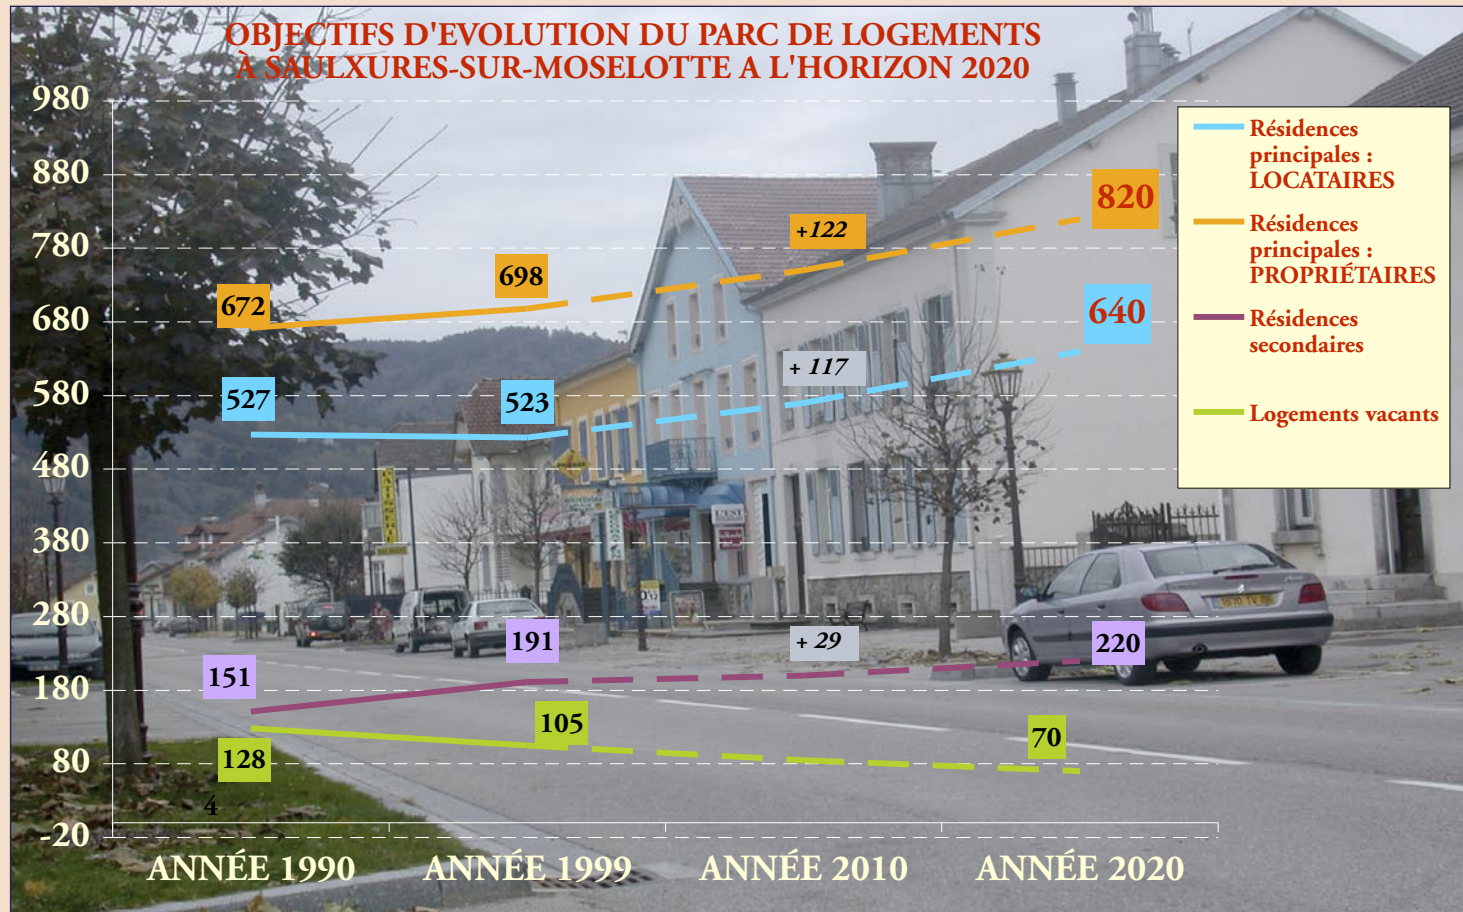 OBJECTIFS D'EVOLUTION DU PARC DE LOGEMENTS
À SAULXURES-SUR-MOSELOTTE A L'HORIZON 2020
980
880
780
680
580
480
380
280
180
80
-20
672
698
+122
820
527
523
+ 117
640
151
191
+ 29
220
128
105
70
4
ANNÉE 1990
ANNÉE 1999
ANNÉE 2010
ANNÉE 2020
Résidences
principales :
LOCATAIRES
Résidences
principales :
PROPRIÉTAIRES
Résidences
secondaires
Logements vacants
L'EST